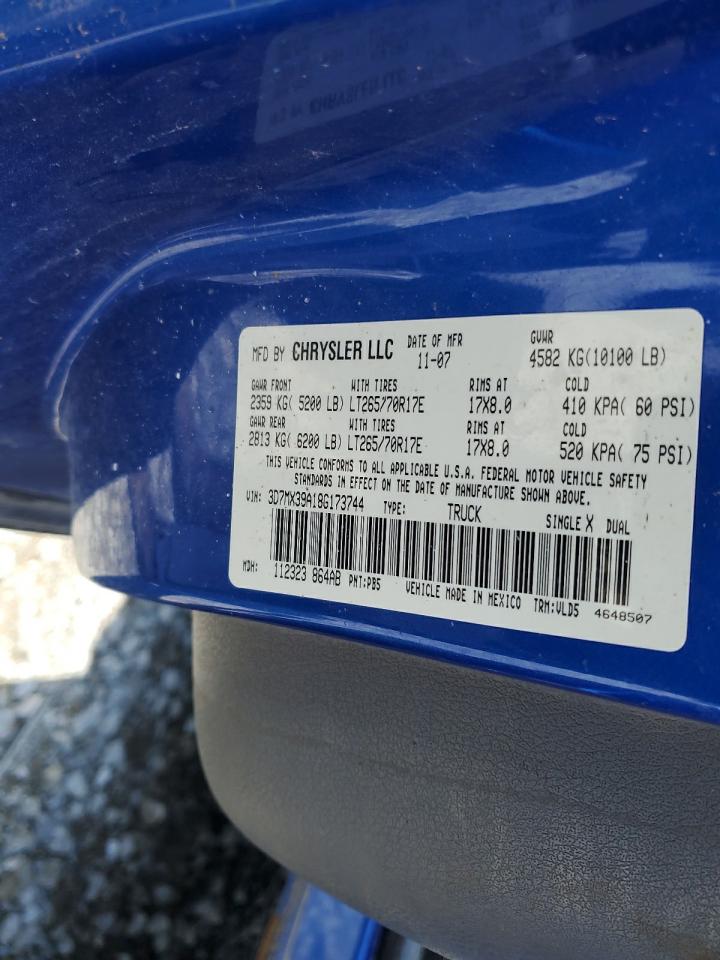 CHRYSLER LLC
MFD BY CHRYSLER LLC DATE OF MFR 11-07 GVWR 4582 KG(10100 LB)
GAWR FRONT WITH TIRES RIMS AT COLD
2359 KG( 5200 LB) LT265/70R17E 17X8.0 410 KPA( 60 PSI)
GAWR REAR WITH TIRES RIMS AT COLD
2813 KG( 6200 LB) LT265/70R17E 17X8.0 520 KPA( 75 PSI)
THIS VEHICLE CONFORMS TO ALL APPLICABLE U.S.A. FEDERAL MOTOR VEHICLE SAFETY
STANDARDS IN EFFECT ON THE DATE OF MANUFACTURE SHOWN ABOVE.
VIN: 3D7MX39A18G173744 TYPE: TRUCK SINGLE X DUAL
MDH: 112323 864AB PNT:PB5 VEHICLE MADE IN MEXICO TRM:VLD5 4648507